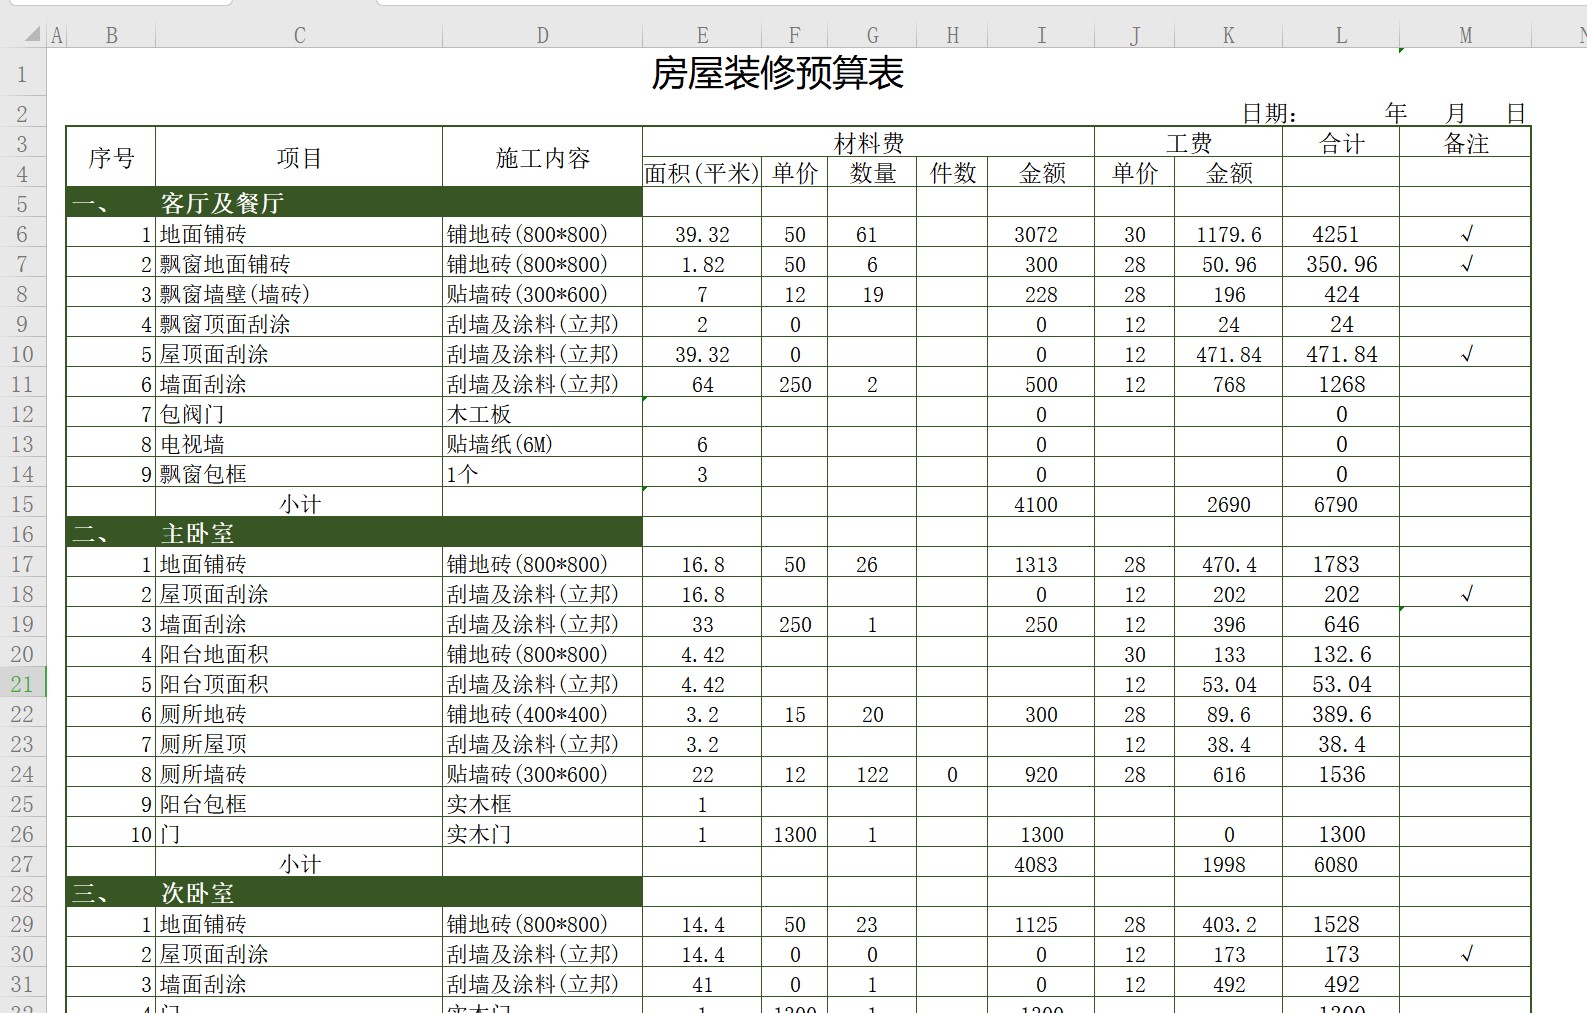 A B C D E F G H I J K L M N
1 房屋装修预算表
2 日期： 年 月 日
3 序号 项目 施工内容 材料费 工费 合计 备注
4 面积(平米) 单价 数量 件数 金额 单价 金额
5 一、 客厅及餐厅
6 1 地面铺砖 铺地砖(800*800) 39.32 50 61 3072 30 1179.6 4251 √
7 2 飘窗地面铺砖 铺地砖(800*800) 1.82 50 6 300 28 50.96 350.96 √
8 3 飘窗墙壁(墙砖) 贴墙砖(300*600) 7 12 19 228 28 196 424
9 4 飘窗顶面刮涂 刮墙及涂料(立邦) 2 0 0 12 24 24
10 5 屋顶面刮涂 刮墙及涂料(立邦) 39.32 0 0 12 471.84 471.84 √
11 6 墙面刮涂 刮墙及涂料(立邦) 64 250 2 500 12 768 1268
12 7 包阀门 木工板 0 0
13 8 电视墙 贴墙纸(6M) 6 0 0
14 9 飘窗包框 1个 3 0 0
15 小计 4100 2690 6790
16 二、 主卧室
17 1 地面铺砖 铺地砖(800*800) 16.8 50 26 1313 28 470.4 1783
18 2 屋顶面刮涂 刮墙及涂料(立邦) 16.8 0 12 202 202 √
19 3 墙面刮涂 刮墙及涂料(立邦) 33 250 1 250 12 396 646
20 4 阳台地面积 铺地砖(800*800) 4.42 30 133 132.6
21 5 阳台顶面积 刮墙及涂料(立邦) 4.42 12 53.04 53.04
22 6 厕所地砖 铺地砖(400*400) 3.2 15 20 300 28 89.6 389.6
23 7 厕所屋顶 刮墙及涂料(立邦) 3.2 12 38.4 38.4
24 8 厕所墙砖 贴墙砖(300*600) 22 12 122 0 920 28 616 1536
25 9 阳台包框 实木框 1
26 10 门 实木门 1 1300 1 1300 0 1300
27 小计 4083 1998 6080
28 三、 次卧室
29 1 地面铺砖 铺地砖(800*800) 14.4 50 23 1125 28 403.2 1528
30 2 屋顶面刮涂 刮墙及涂料(立邦) 14.4 0 0 0 12 173 173 √
31 3 墙面刮涂 刮墙及涂料(立邦) 41 0 1 0 12 492 492
32 4 门 实木门 1 1300 1 1300 1300